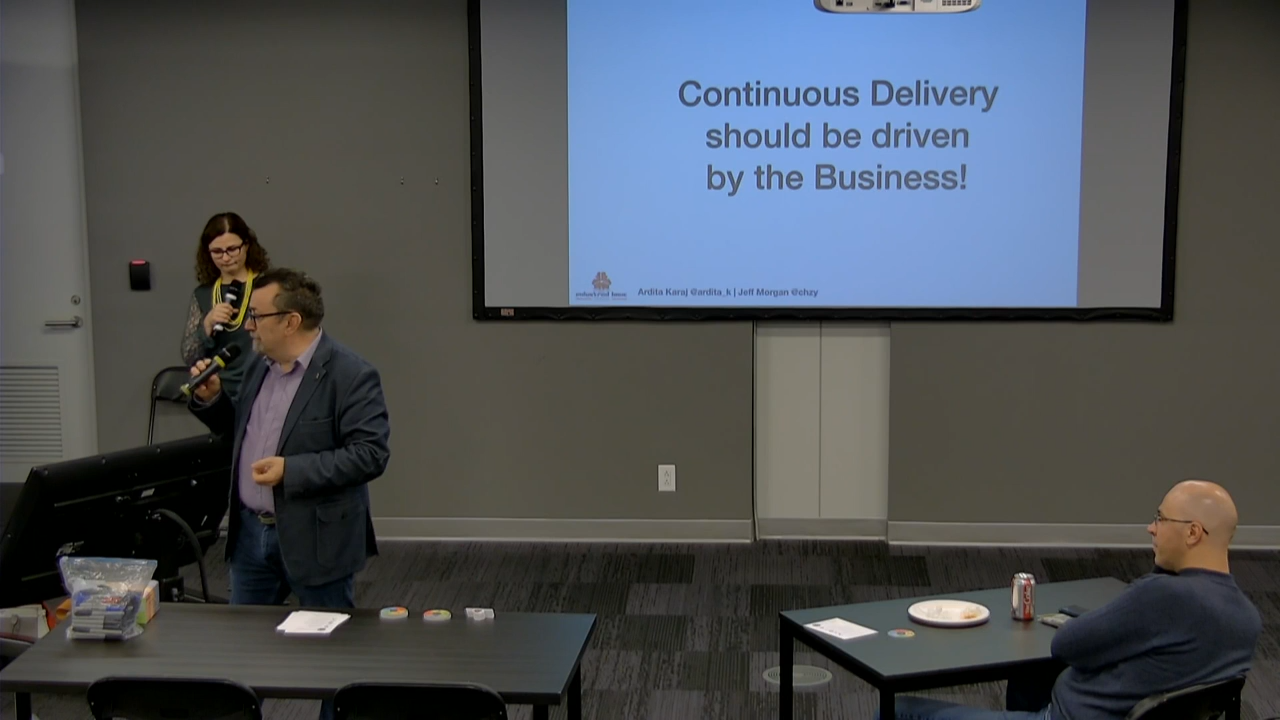 Continuous Delivery
should be driven
by the Business!
Ardita Karaj @ardita_k | Jeff Morgan @chzy